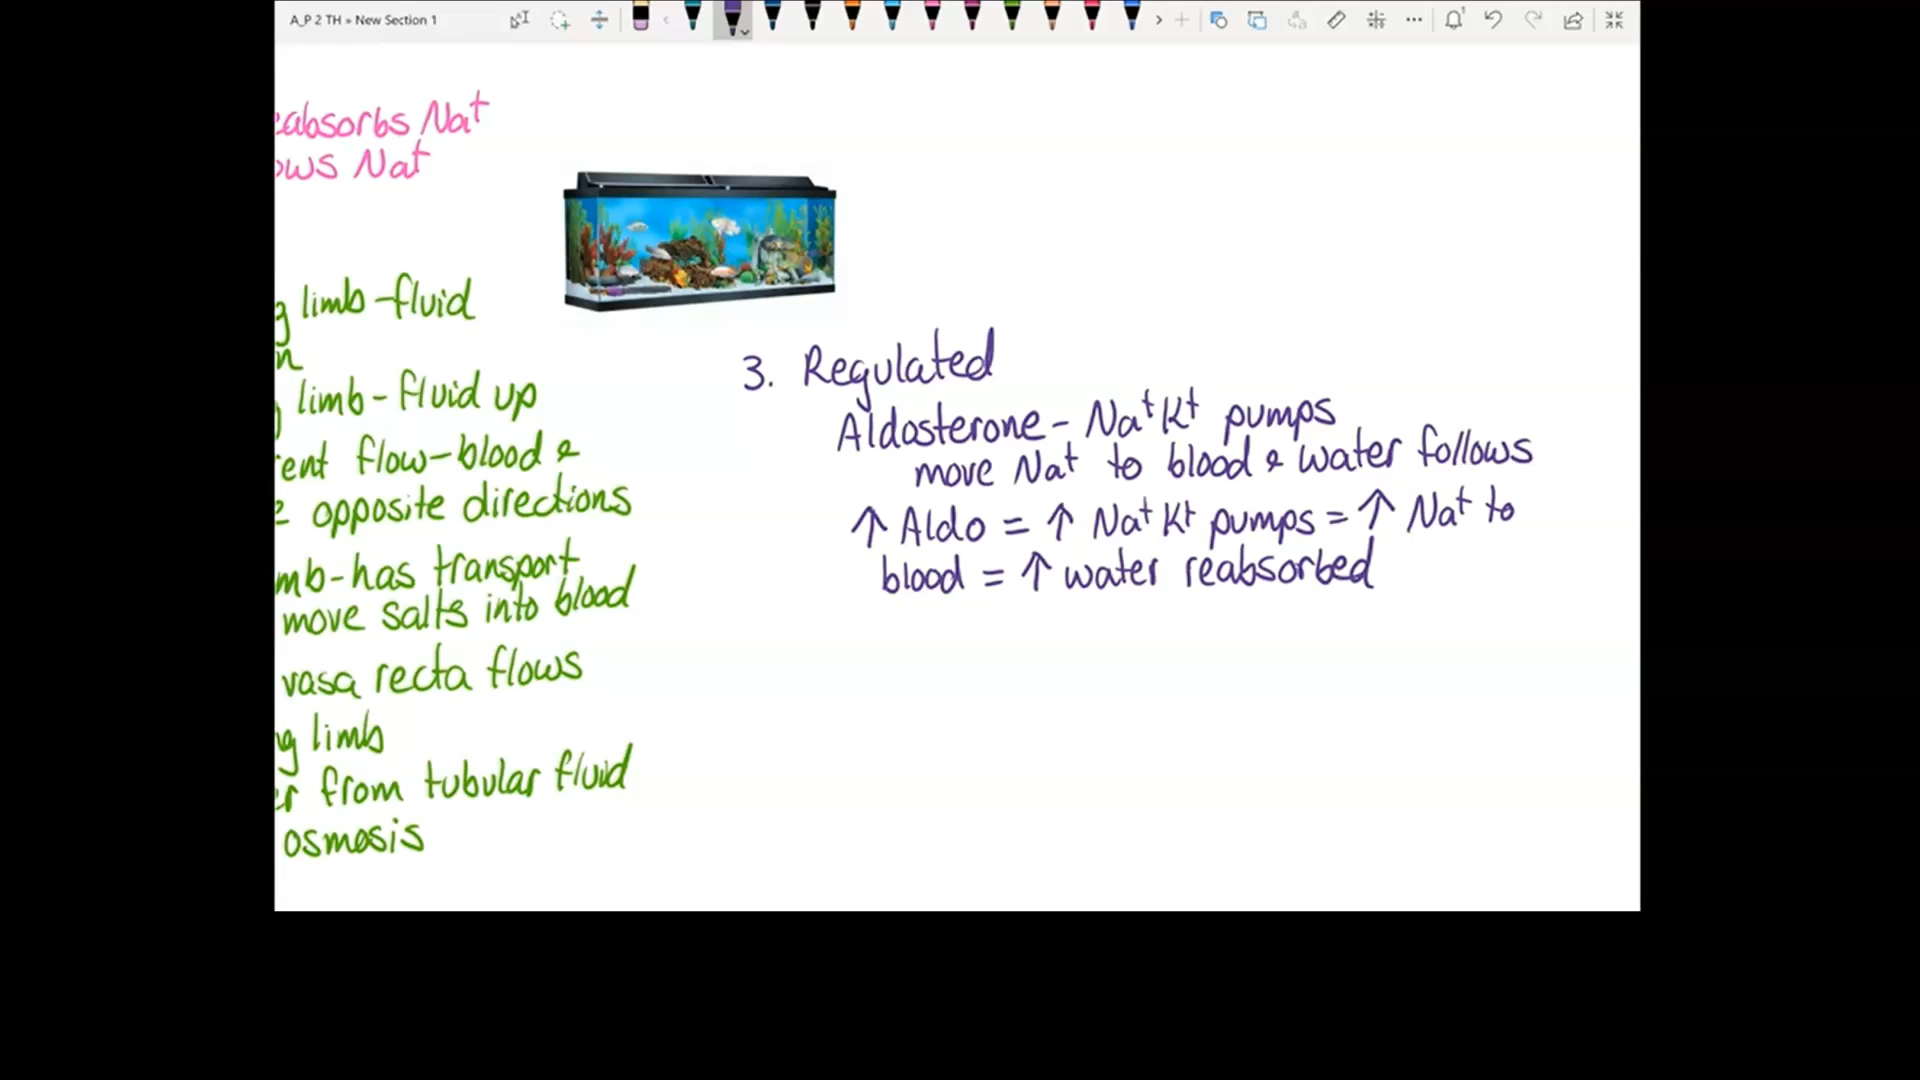 A_P 2 TH » New Section 1
eabsorbs Na+
ows Na+
g limb-fluid
n
limb-fluid up
ent flow-blood &
opposite directions
mb-has transport
move salts into blood
vasa recta flows
g limb
er from tubular fluid
osmosis
3. Regulated
Aldosterone - Na+ K+ pumps
move Na+ to blood & water follows
↑ Aldo = ↑ Na+ K+ pumps = ↑ Na+ to
blood = ↑ water reabsorbed